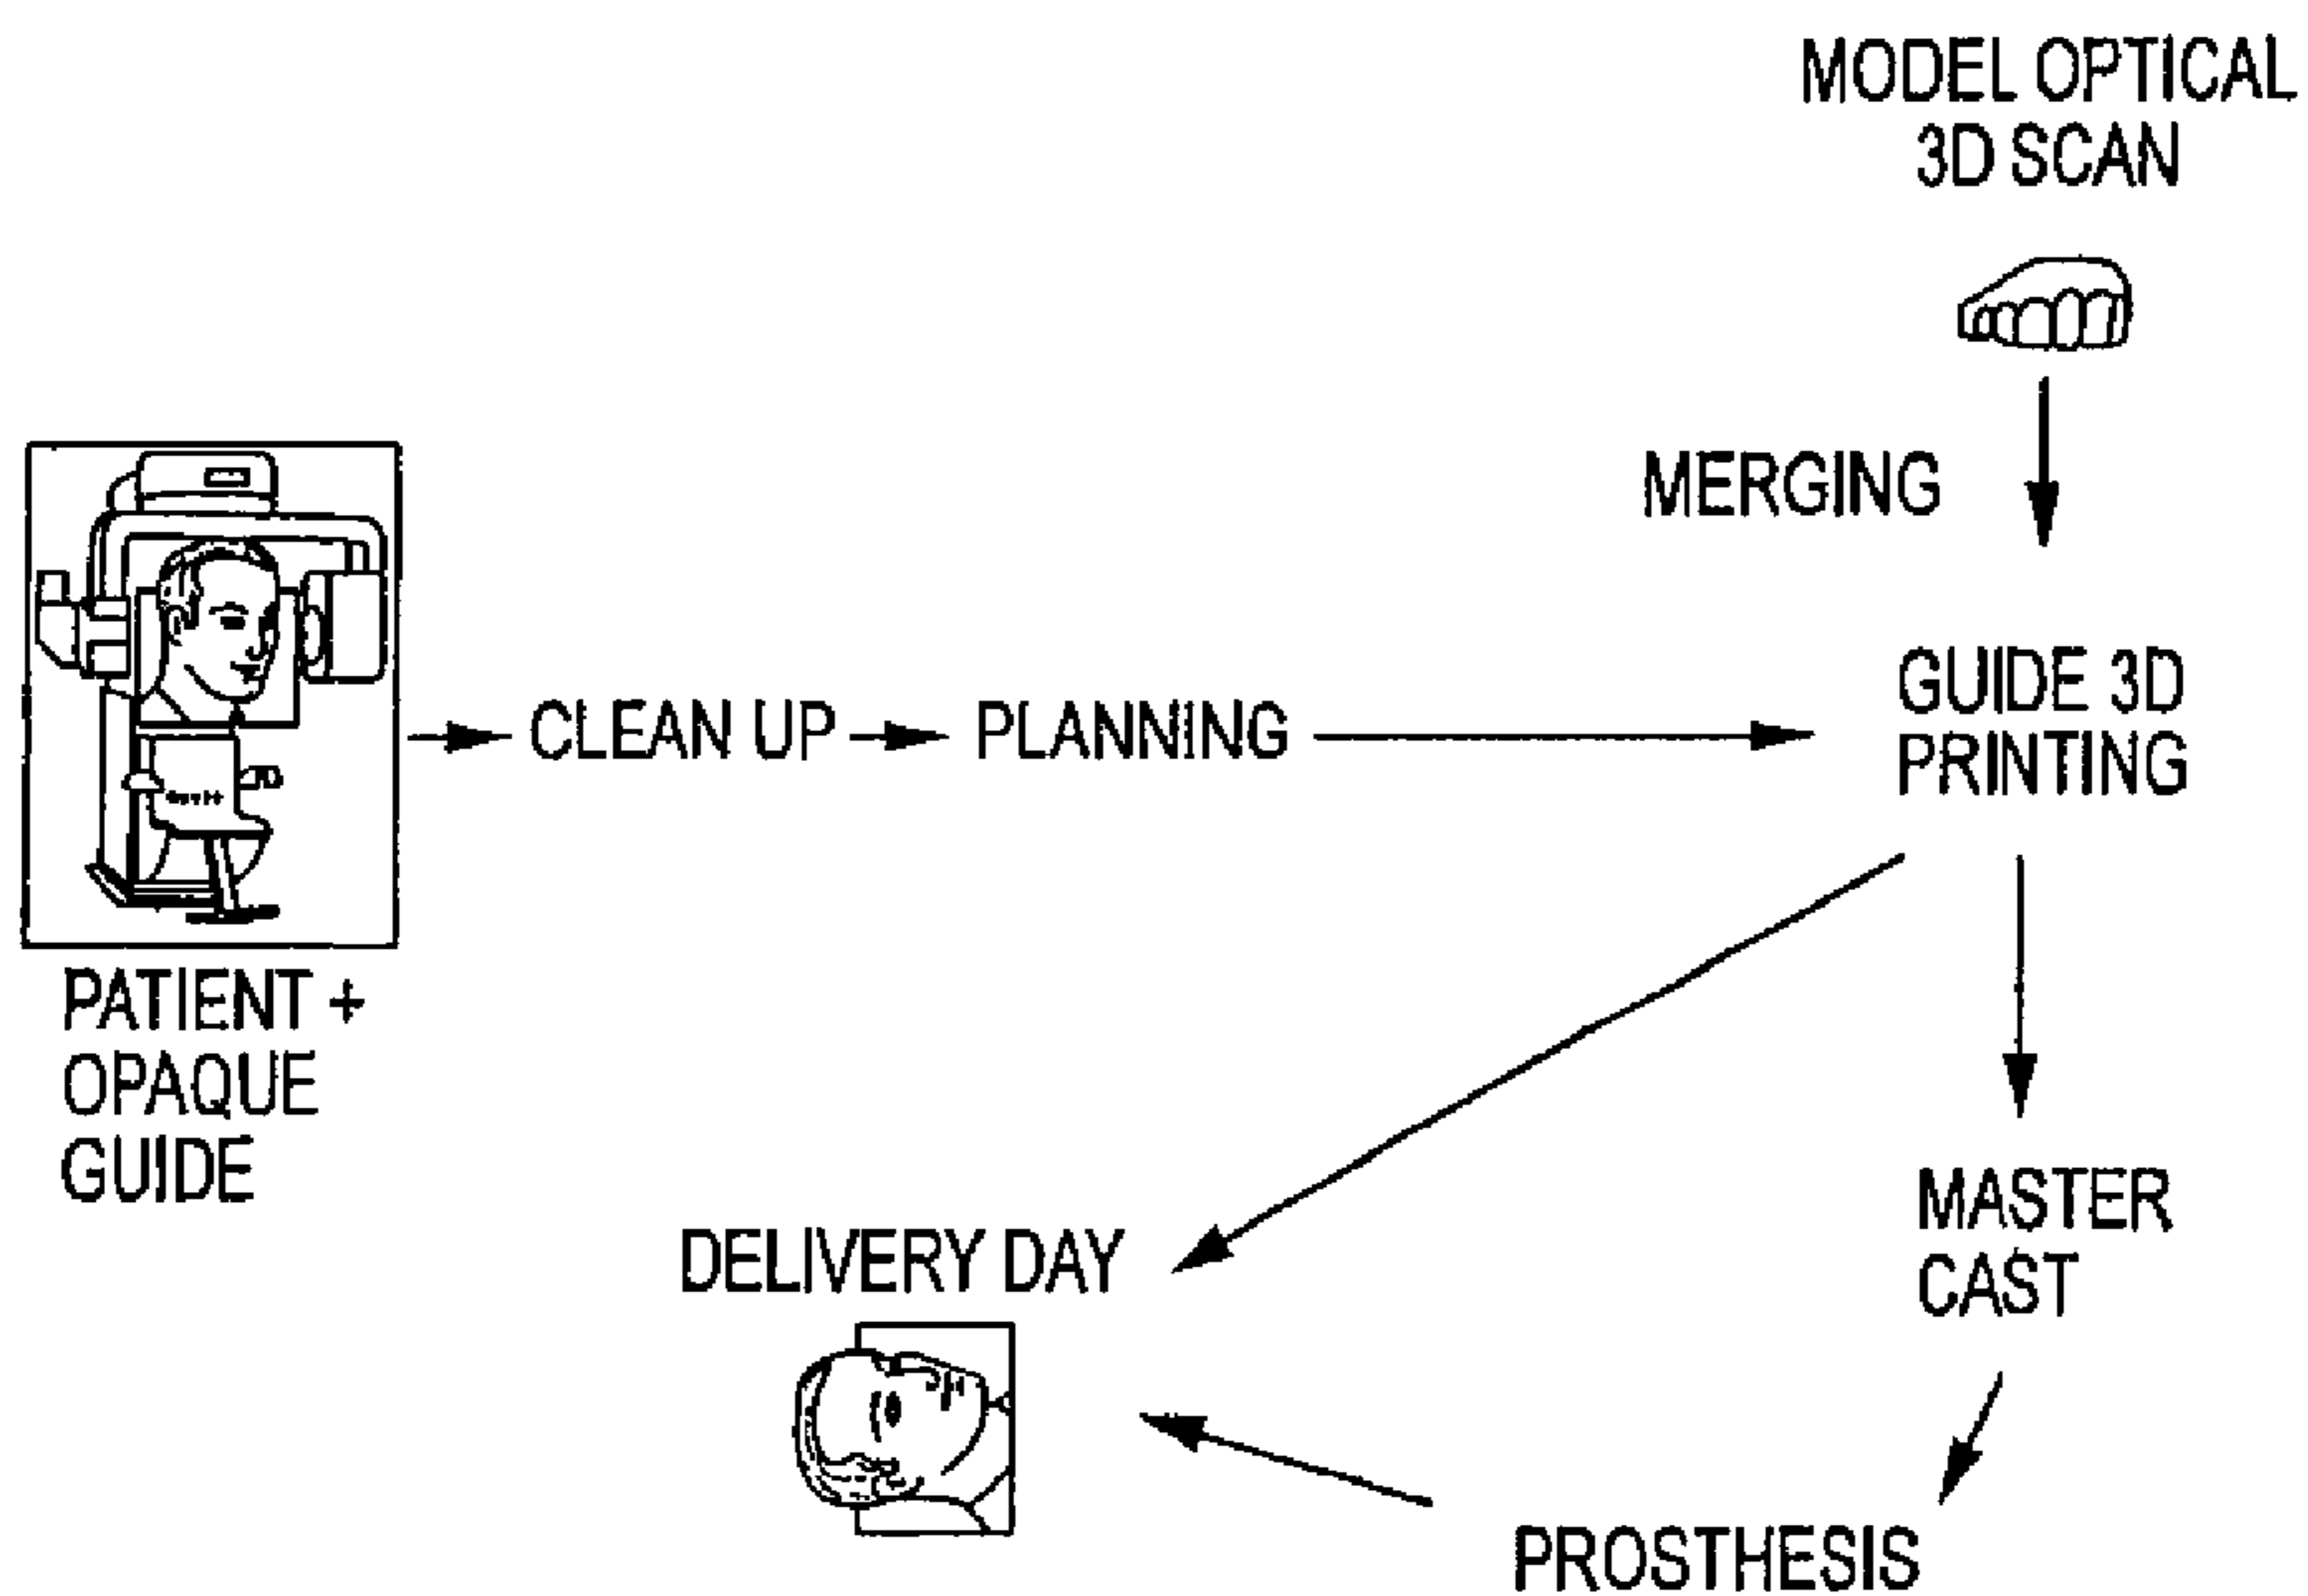 MODEL OPTICAL
3D SCAN
MERGING
GUIDE 3D
PRINTING
CLEAN UP
PLANNING
PATIENT +
OPAQUE
GUIDE
DELIVERY DAY
MASTER
CAST
PROSTHESIS